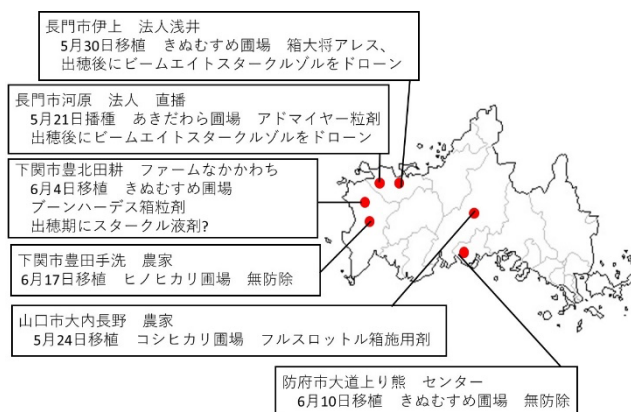 長門市伊上　法人浅井
5月30日移植　きぬむすめ圃場　箱大将アレス、
出穂後にビームエイトスタークルゾルをドローン
長門市河原　法人　直播
5月21日播種　あきだわら圃場　アドマイヤー粒剤
出穂後にビームエイトスタークルゾルをドローン
下関市豊北田耕　ファームなかかわち
6月4日移植　きぬむすめ圃場
ブーンハーデス箱粒剤
出穂期にスタークル液剤?
下関市豊田手洗　農家
6月17日移植　ヒノヒカリ圃場　無防除
山口市大内長野　農家
5月24日移植　コシヒカリ圃場　フルスロットル箱施用剤
防府市大道上り熊　センター
6月10日移植　きぬむすめ圃場　無防除